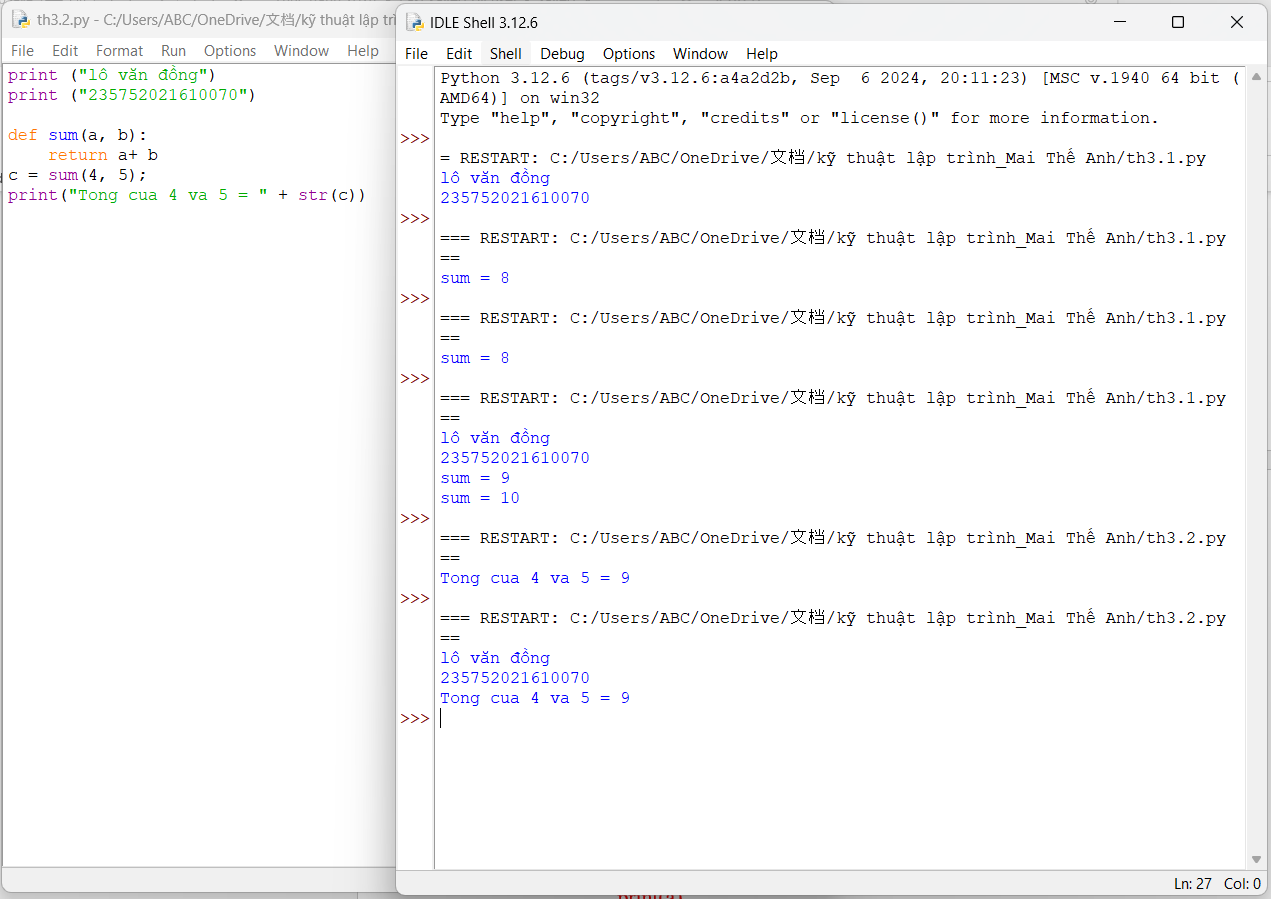 th3.2.py - C:/Users/ABC/OneDrive/文档/kỹ thuật lập
File Edit Format Run Options Window Help
print ("lô văn đồng")
print ("235752021610070")
def sum(a, b):
    return a+ b
c = sum(4, 5);
print("Tong cua 4 va 5 = " + str(c))
IDLE Shell 3.12.6
File Edit Shell Debug Options Window Help
Python 3.12.6 (tags/v3.12.6:a4a2d2b, Sep  6 2024, 20:11:23) [MSC v.1940 64 bit (
AMD64)] on win32
Type "help", "copyright", "credits" or "license()" for more information.
>>>
= RESTART: C:/Users/ABC/OneDrive/文档/kỹ thuật lập trình_Mai Thế Anh/th3.1.py
lô văn đồng
235752021610070
>>>
=== RESTART: C:/Users/ABC/OneDrive/文档/kỹ thuật lập trình_Mai Thế Anh/th3.1.py
==
sum = 8
>>>
=== RESTART: C:/Users/ABC/OneDrive/文档/kỹ thuật lập trình_Mai Thế Anh/th3.1.py
==
sum = 8
>>>
=== RESTART: C:/Users/ABC/OneDrive/文档/kỹ thuật lập trình_Mai Thế Anh/th3.1.py
==
lô văn đồng
235752021610070
sum = 9
sum = 10
>>>
=== RESTART: C:/Users/ABC/OneDrive/文档/kỹ thuật lập trình_Mai Thế Anh/th3.2.py
==
Tong cua 4 va 5 = 9
>>>
=== RESTART: C:/Users/ABC/OneDrive/文档/kỹ thuật lập trình_Mai Thế Anh/th3.2.py
==
lô văn đồng
235752021610070
Tong cua 4 va 5 = 9
>>>
Ln: 27 Col: 0